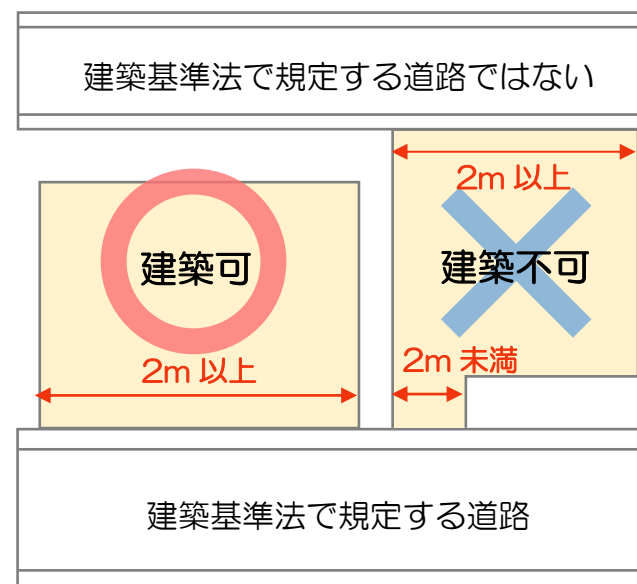 建築基準法で規定する道路ではない
2m 以上
建築可
建築不可
2m 以上
2m 未満
建築基準法で規定する道路